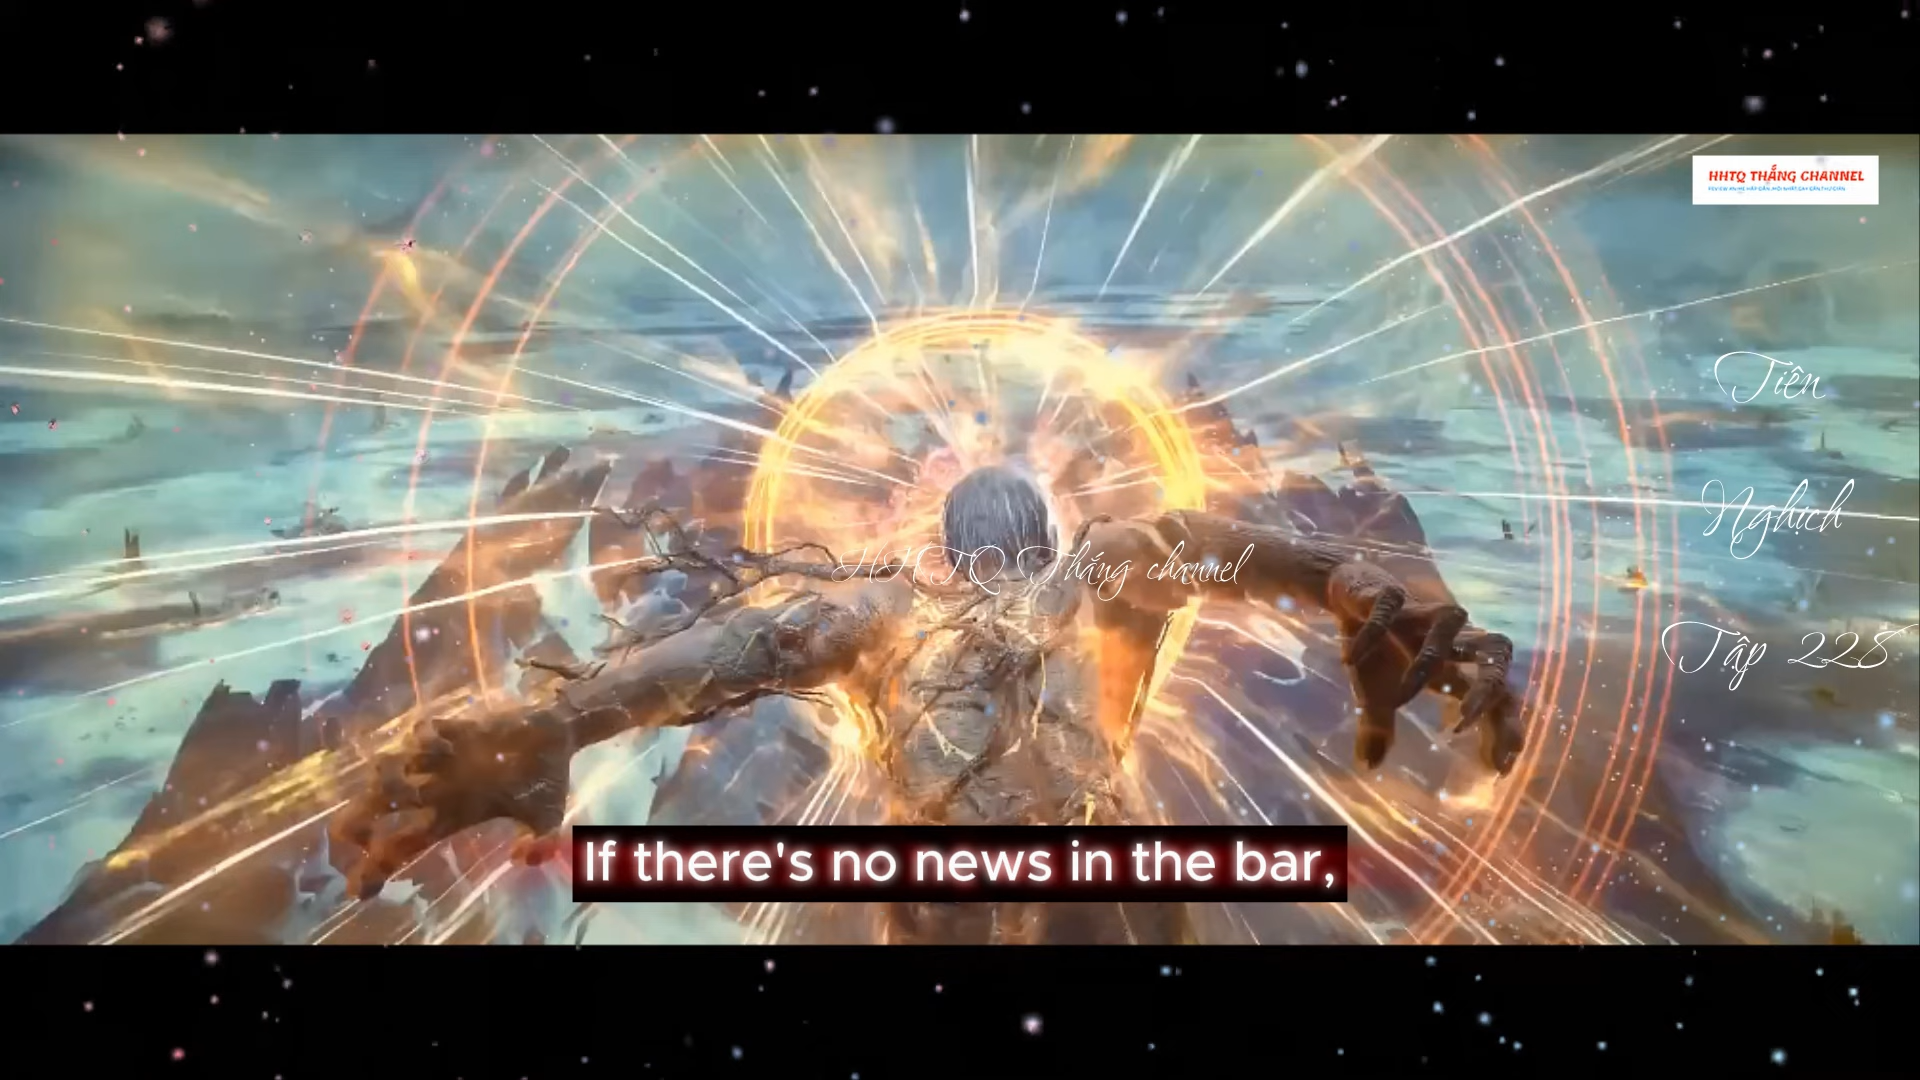 HHTQ THẮNG CHANNEL
Tiên
Nghịch
HHTQ Thắng channel
Tập 228
If there's no news in the bar,